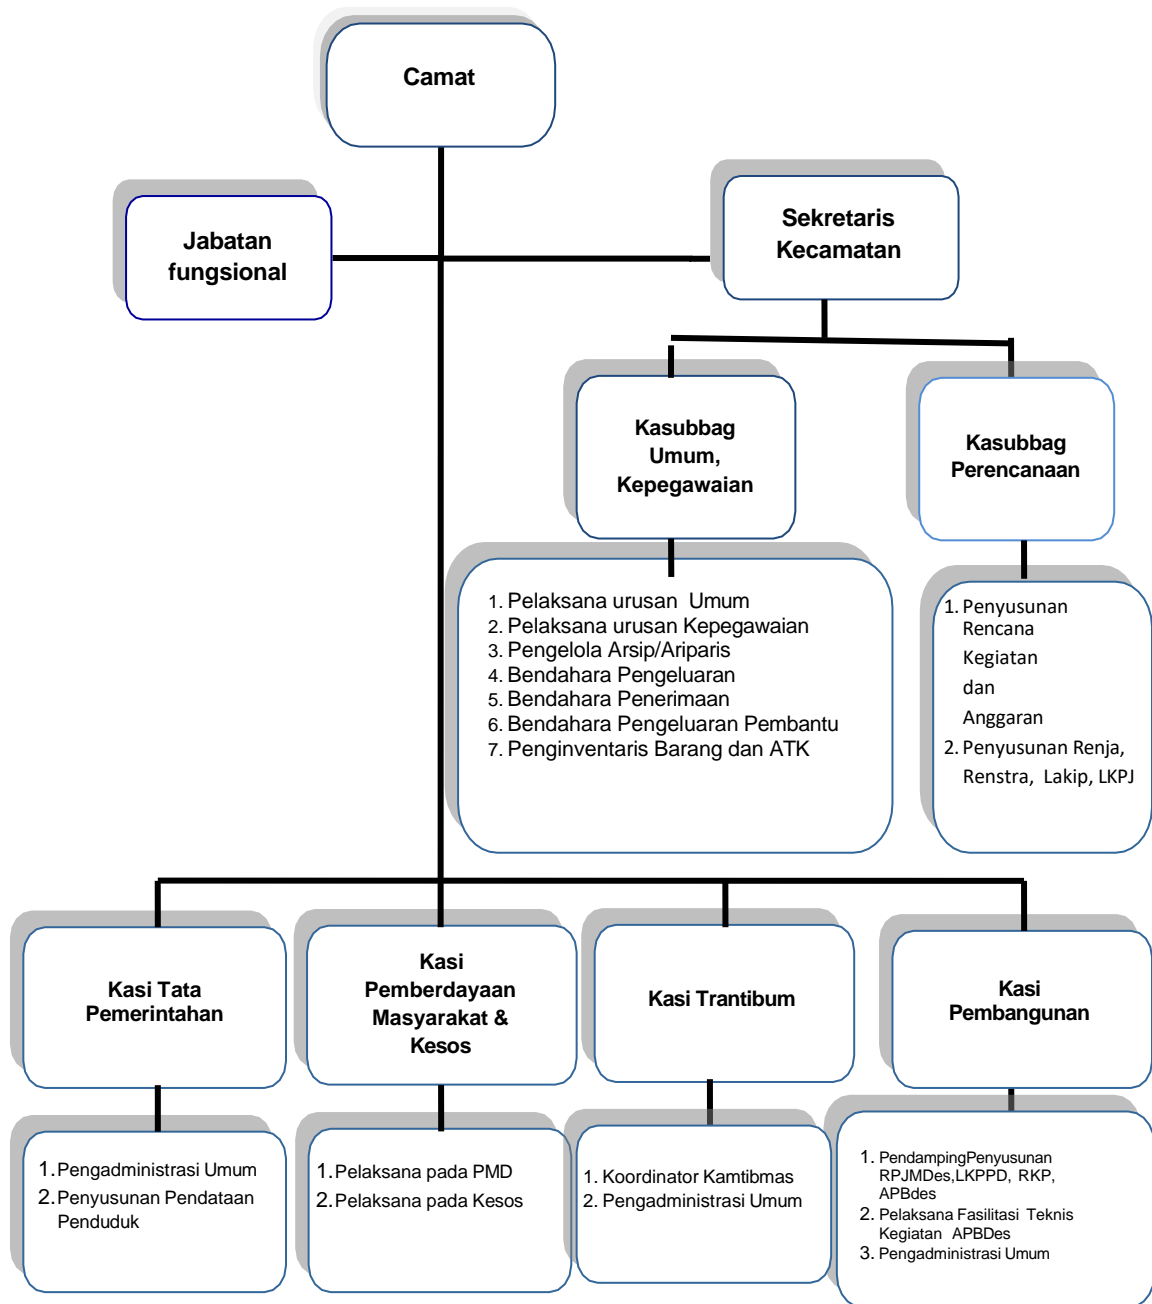 Camat
Jabatan
fungsional
Sekretaris
Kecamatan
Kasubbag
Umum,
Kepegawaian
Kasubbag
Perencanaan
1. Pelaksana urusan Umum
2. Pelaksana urusan Kepegawaian
3. Pengelola Arsip/Ariparis
4. Bendahara Pengeluaran
5. Bendahara Penerimaan
6. Bendahara Pengeluaran Pembantu
7. Penginventaris Barang dan ATK
1. Penyusunan
Rencana
Kegiatan
dan
Anggaran
2. Penyusunan Renja,
Renstra, Lakip, LKPJ
Kasi Tata
Pemerintahan
Kasi
Pemberdayaan
Masyarakat &
Kesos
Kasi Trantibum
Kasi
Pembangunan
1. Pengadministrasi Umum
2. Penyusunan Pendataan
Penduduk
1. Pelaksana pada PMD
2. Pelaksana pada Kesos
1. Koordinator Kamtibmas
2. Pengadministrasi Umum
1. PendampingPenyusunan
RPJMDes,LKPPD, RKP,
APBdes
2. Pelaksana Fasilitasi Teknis
Kegiatan APBDes
3. Pengadministrasi Umum